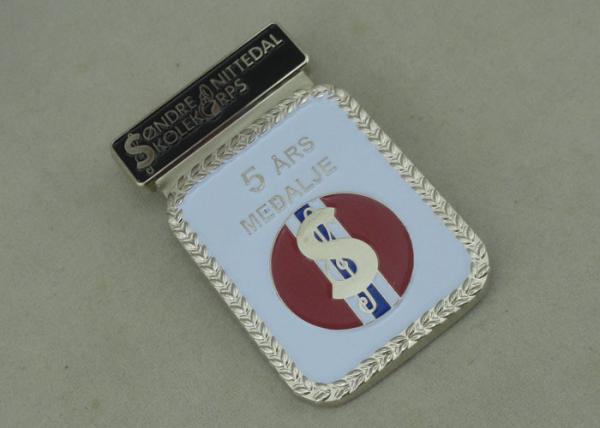 SØNDRE NITTEDAL
SKOLEKORPS
5 ÅRS
MEDALJE
S